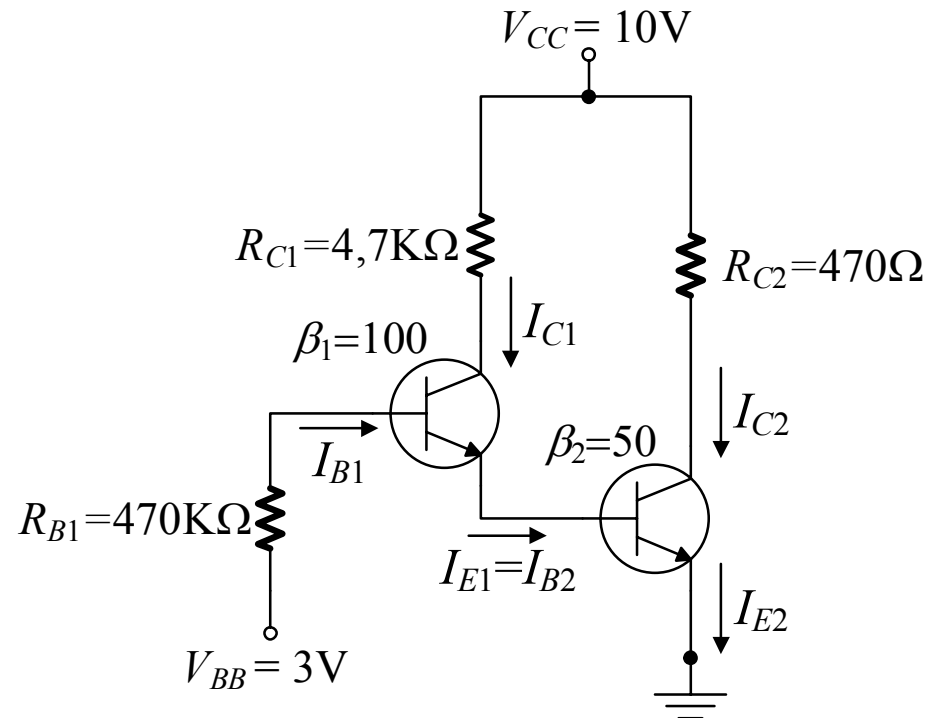 VCC = 10V
RC1=4,7KΩ
RC2=470Ω
IC1
β1=100
IC2
β2=50
IB1
RB1=470KΩ
IE1=IB2
IE2
VBB = 3V